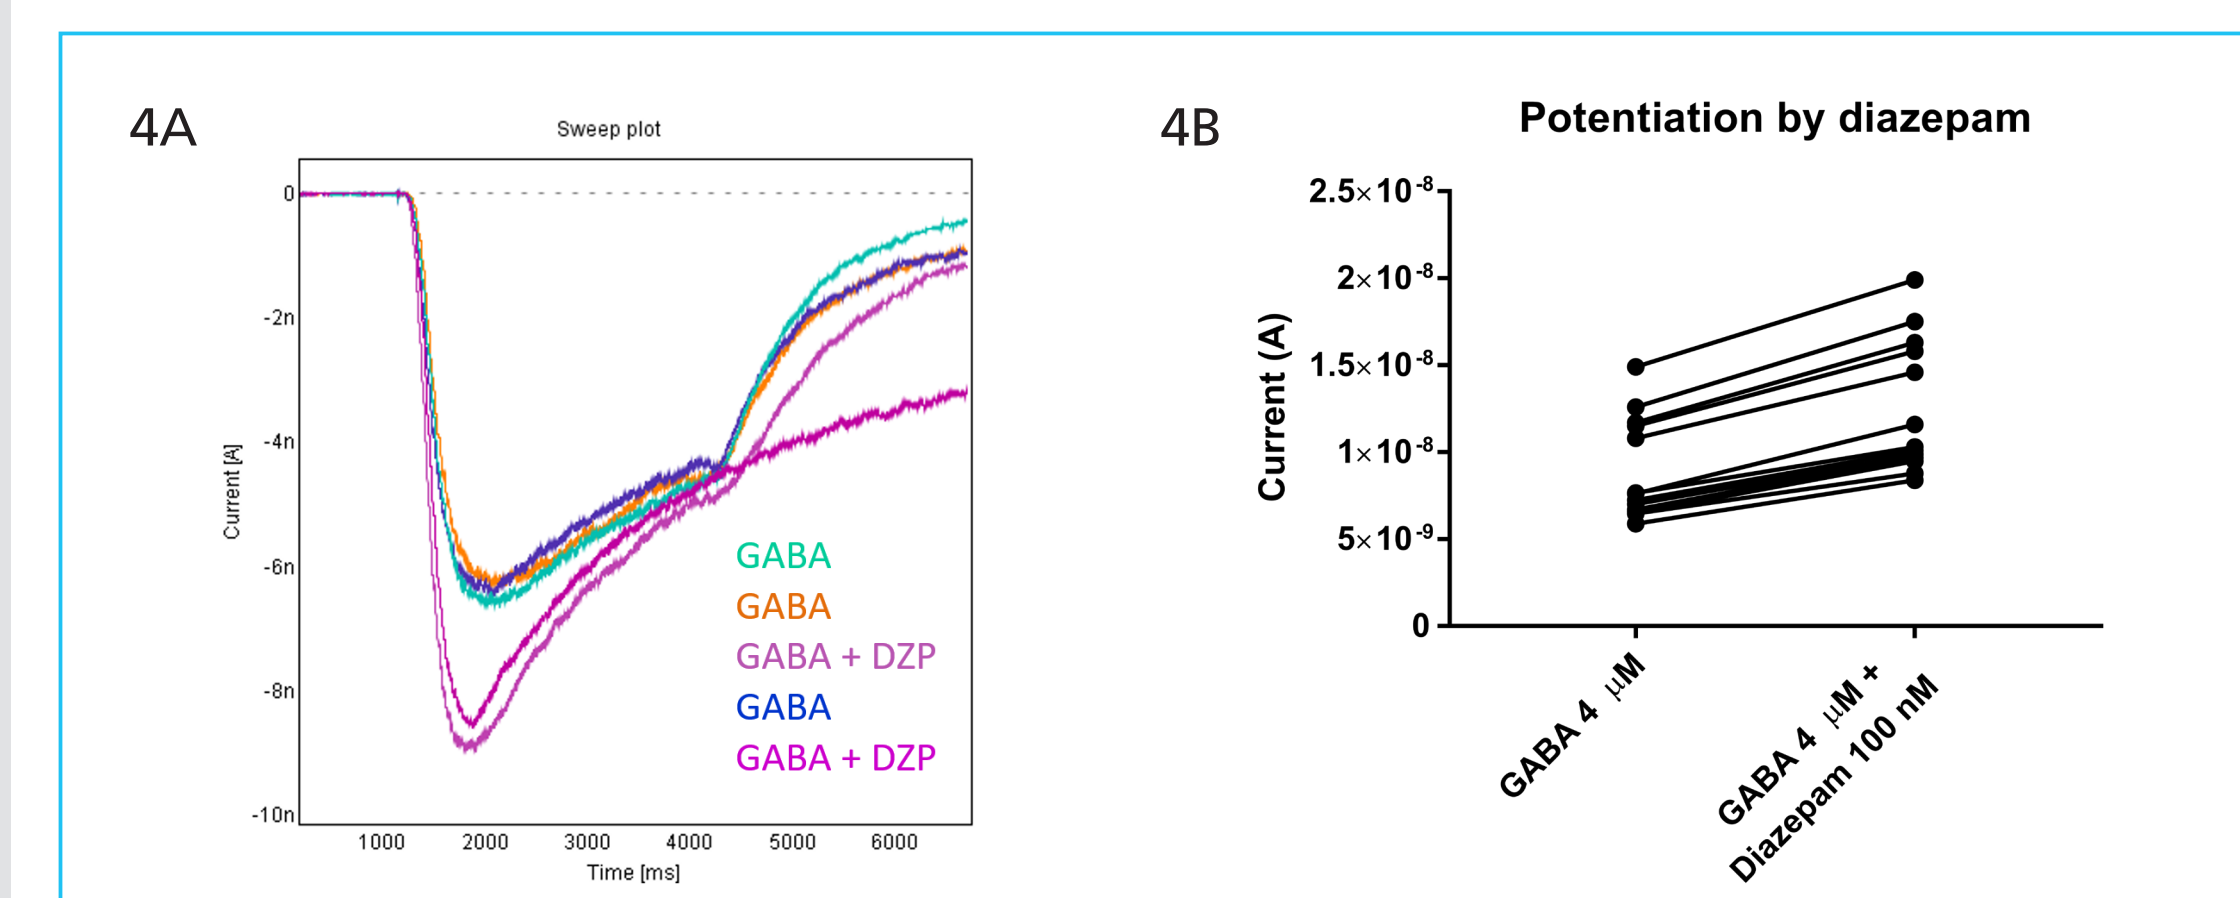 4A
Sweep plot
0
-2n
-4n
-6n
-8n
-10n
Current [A]
1000 2000 3000 4000 5000 6000
Time [ms]
GABA
GABA
GABA + DZP
GABA
GABA + DZP
4B
Potentiation by diazepam
2.5×10⁻⁸
2×10⁻⁸
1.5×10⁻⁸
1×10⁻⁸
5×10⁻⁹
0
Current (A)
GABA 4 μM
GABA 4 μM +
Diazepam 100 nM